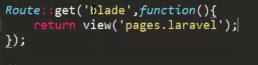 Route::get('blade',function(){
    return view('pages.laravel');
});